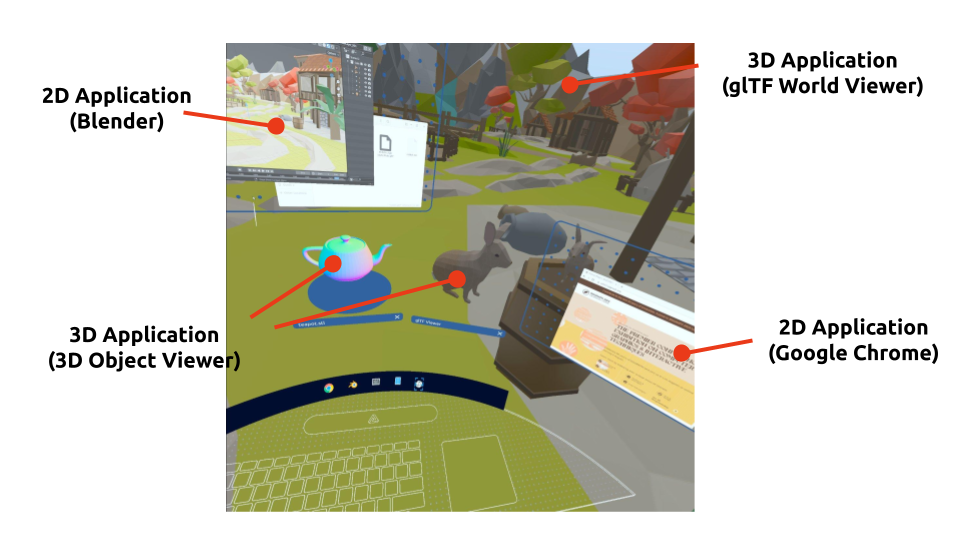 3D Application
(glTF World Viewer)
2D Application
(Blender)
teapot.stl
glTF Viewer
3D Application
(3D Object Viewer)
2D Application
(Google Chrome)